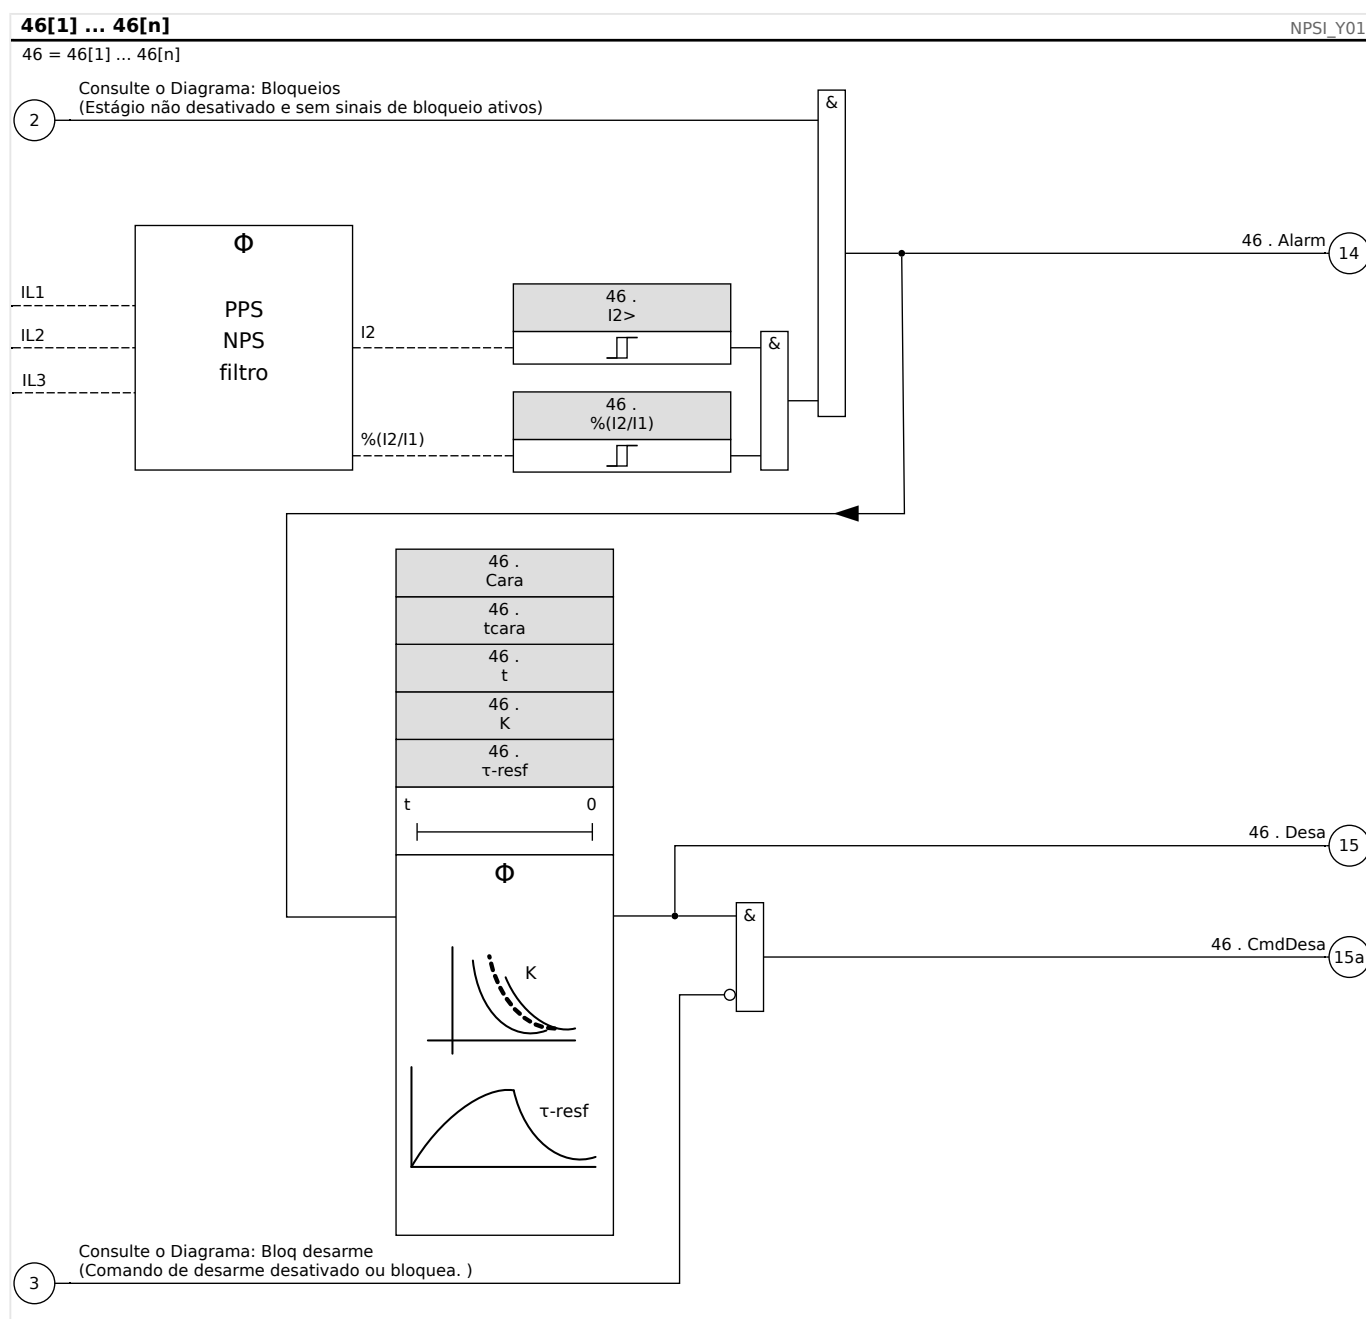 46[1] ... 46[n]
NPSI_Y01
46 = 46[1] ... 46[n]
Consulte o Diagrama: Bloqueios
(Estágio não desativado e sem sinais de bloqueio ativos)
2
&
Φ
PPS
NPS
filtro
IL1
IL2
IL3
I2
%(I2/I1)
46 .
I2>
46 .
%(I2/I1)
&
46 . Alarm
14
46 .
Cara
46 .
tcara
46 .
t
46 .
K
46 .
τ-resf
t 0
Φ
K
τ-resf
46 . Desa
15
&
46 . CmdDesa
15a
Consulte o Diagrama: Bloq desarme
(Comando de desarme desativado ou bloquea. )
3